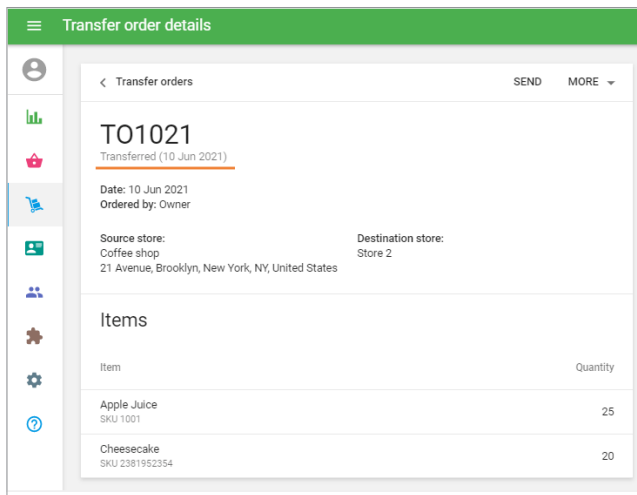 Transfer order details
Transfer orders
SEND
MORE
TO1021
Transferred (10 Jun 2021)
Date: 10 Jun 2021
Ordered by: Owner
Source store:
Coffee shop
21 Avenue, Brooklyn, New York, NY, United States
Destination store:
Store 2
Items
Item Quantity
Apple Juice 25
SKU 1001
Cheesecake 20
SKU 2381952354